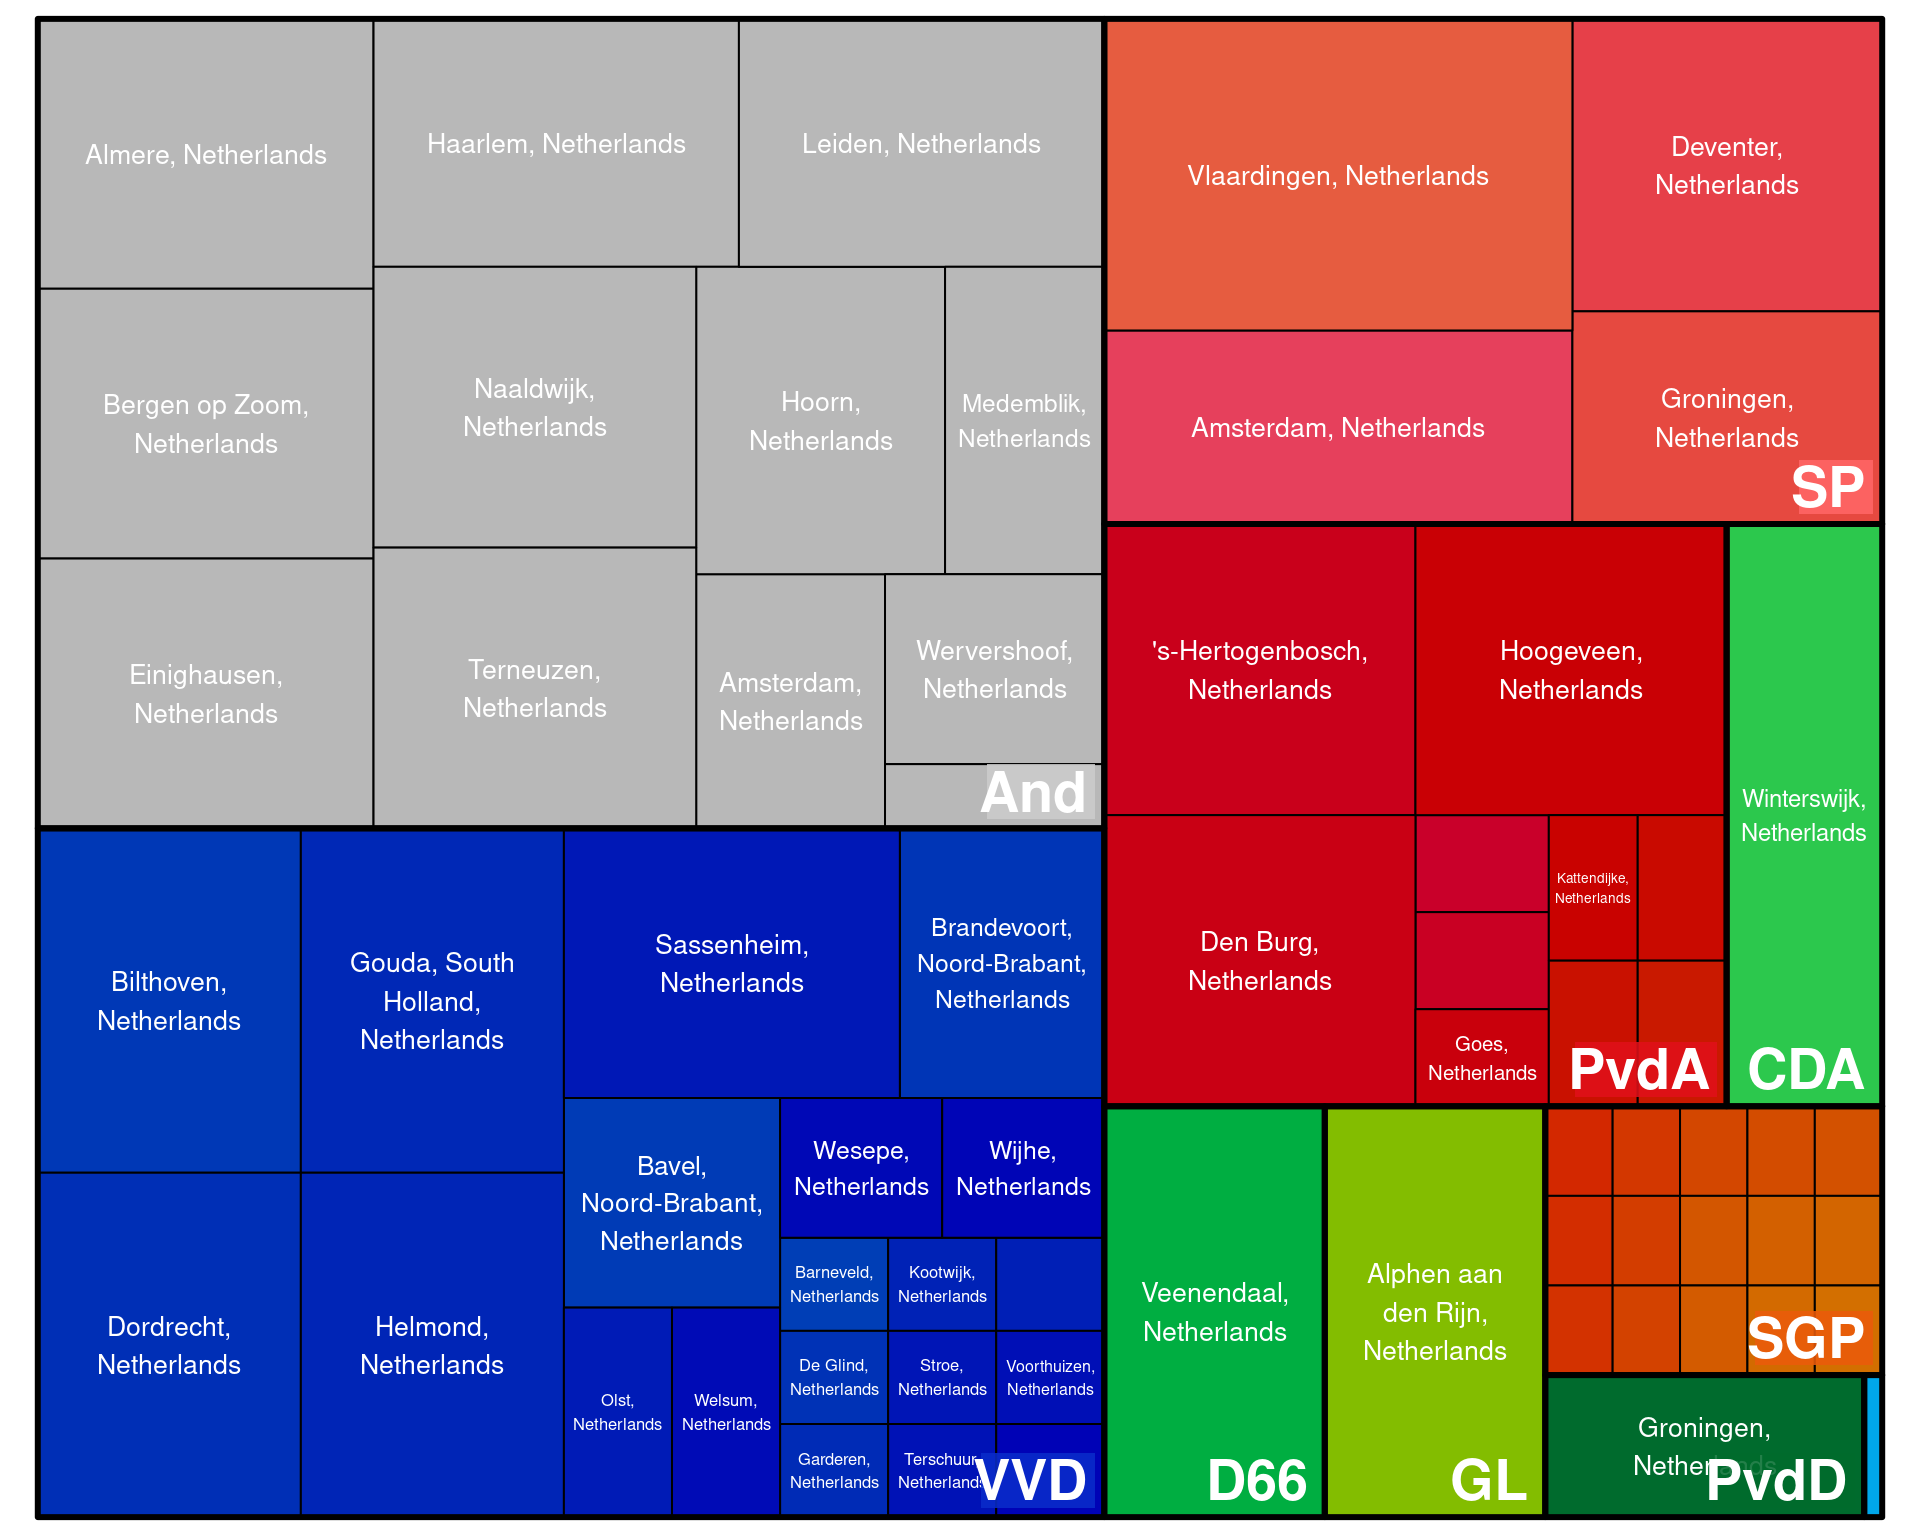 Almere, Netherlands
Haarlem, Netherlands
Leiden, Netherlands
Bergen op Zoom,
Netherlands
Naaldwijk,
Netherlands
Hoorn,
Netherlands
Medemblik,
Netherlands
Einighausen,
Netherlands
Terneuzen,
Netherlands
Amsterdam,
Netherlands
Wervershoof,
Netherlands
And
Vlaardingen, Netherlands
Deventer,
Netherlands
Amsterdam, Netherlands
Groningen,
Netherlands
SP
's-Hertogenbosch,
Netherlands
Hoogeveen,
Netherlands
Den Burg,
Netherlands
Kattendijke,
Netherlands
Goes,
Netherlands
PvdA
Winterswijk,
Netherlands
CDA
Bilthoven,
Netherlands
Gouda, South
Holland,
Netherlands
Sassenheim,
Netherlands
Brandevoort,
Noord-Brabant,
Netherlands
Dordrecht,
Netherlands
Helmond,
Netherlands
Bavel,
Noord-Brabant,
Netherlands
Wesepe,
Netherlands
Wijhe,
Netherlands
Olst,
Netherlands
Welsum,
Netherlands
Barneveld,
Netherlands
Kootwijk,
Netherlands
De Glind,
Netherlands
Stroe,
Netherlands
Voorthuizen,
Netherlands
Garderen,
Netherlands
Terschuur,
Netherlands
VVD
Veenendaal,
Netherlands
D66
Alphen aan
den Rijn,
Netherlands
GL
SGP
Groningen,
Netherlands
PvdD